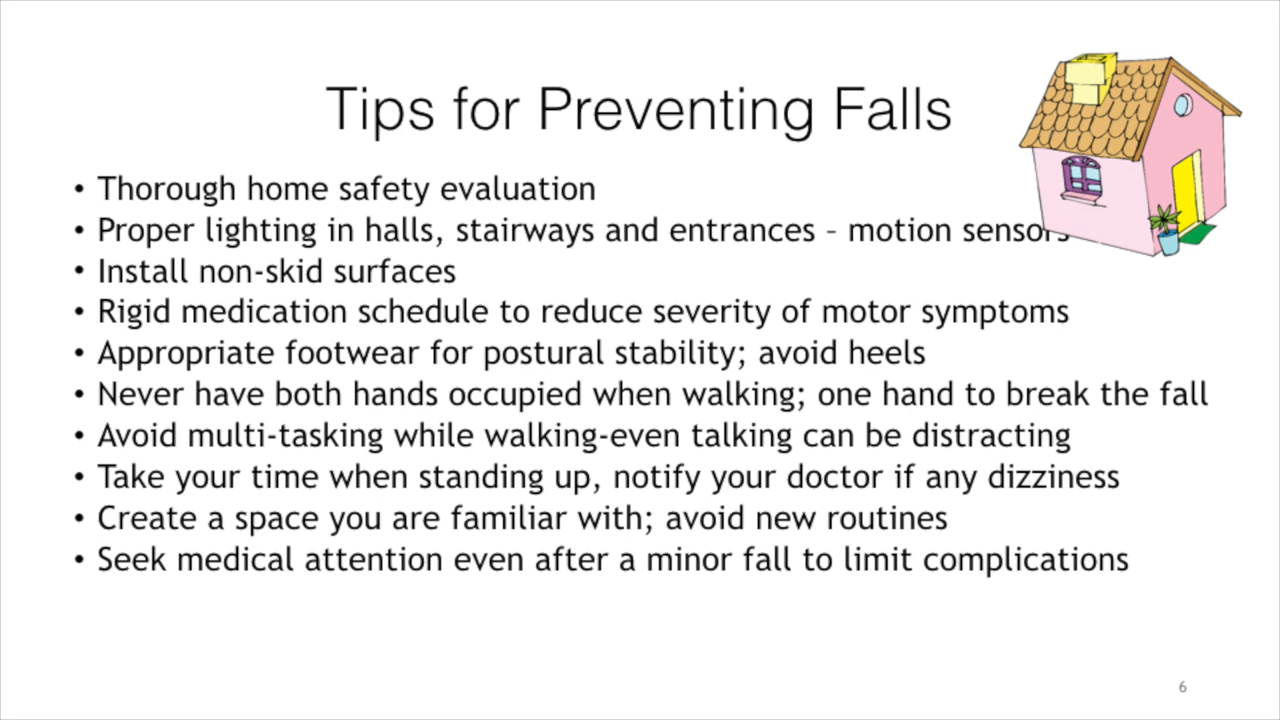 Tips for Preventing Falls
• Thorough home safety evaluation
• Proper lighting in halls, stairways and entrances – motion sensors
• Install non-skid surfaces
• Rigid medication schedule to reduce severity of motor symptoms
• Appropriate footwear for postural stability; avoid heels
• Never have both hands occupied when walking; one hand to break the fall
• Avoid multi-tasking while walking-even talking can be distracting
• Take your time when standing up, notify your doctor if any dizziness
• Create a space you are familiar with; avoid new routines
• Seek medical attention even after a minor fall to limit complications
6